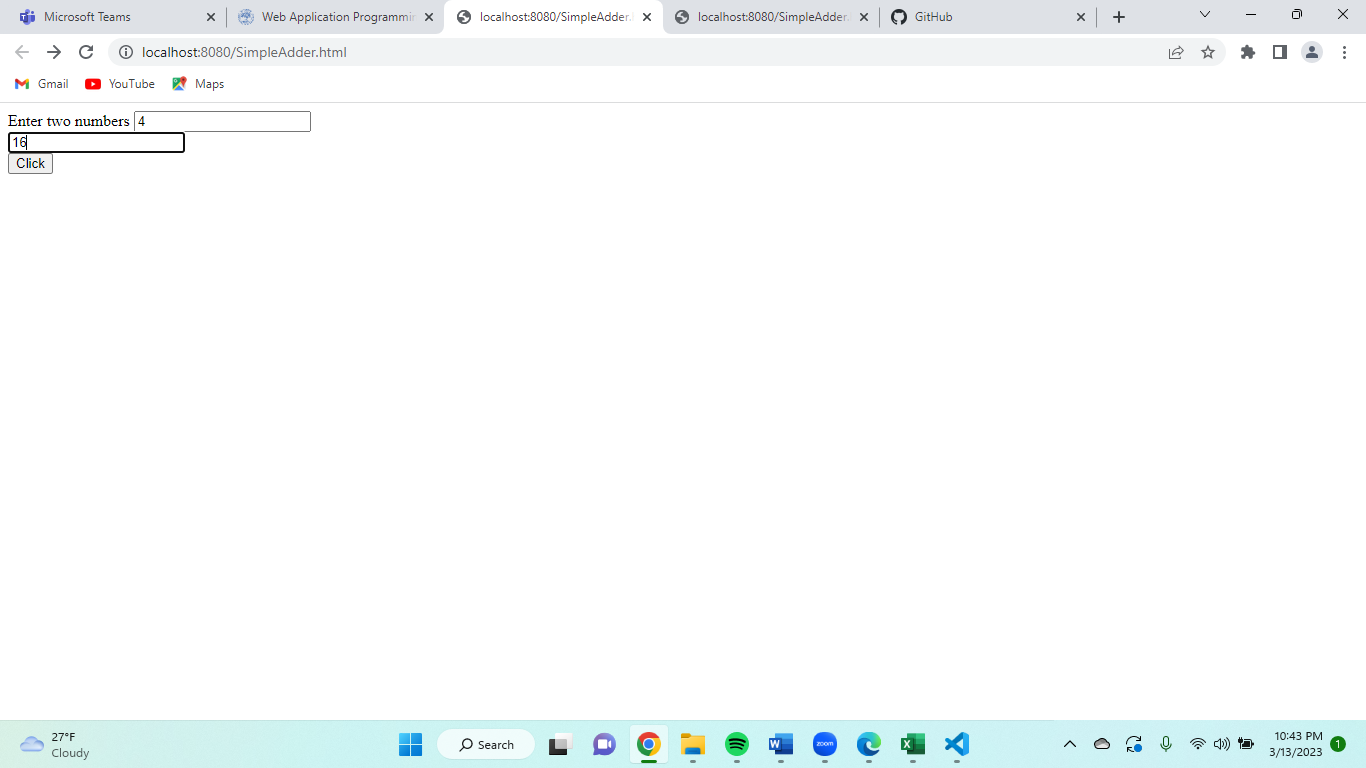 Microsoft Teams
Web Application Programmin
localhost:8080/SimpleAdder.
localhost:8080/SimpleAdder.
GitHub
localhost:8080/SimpleAdder.html
Gmail
YouTube
Maps
Enter two numbers 4
16
Click
27°F
Cloudy
Search
zoom
10:43 PM
3/13/2023
1